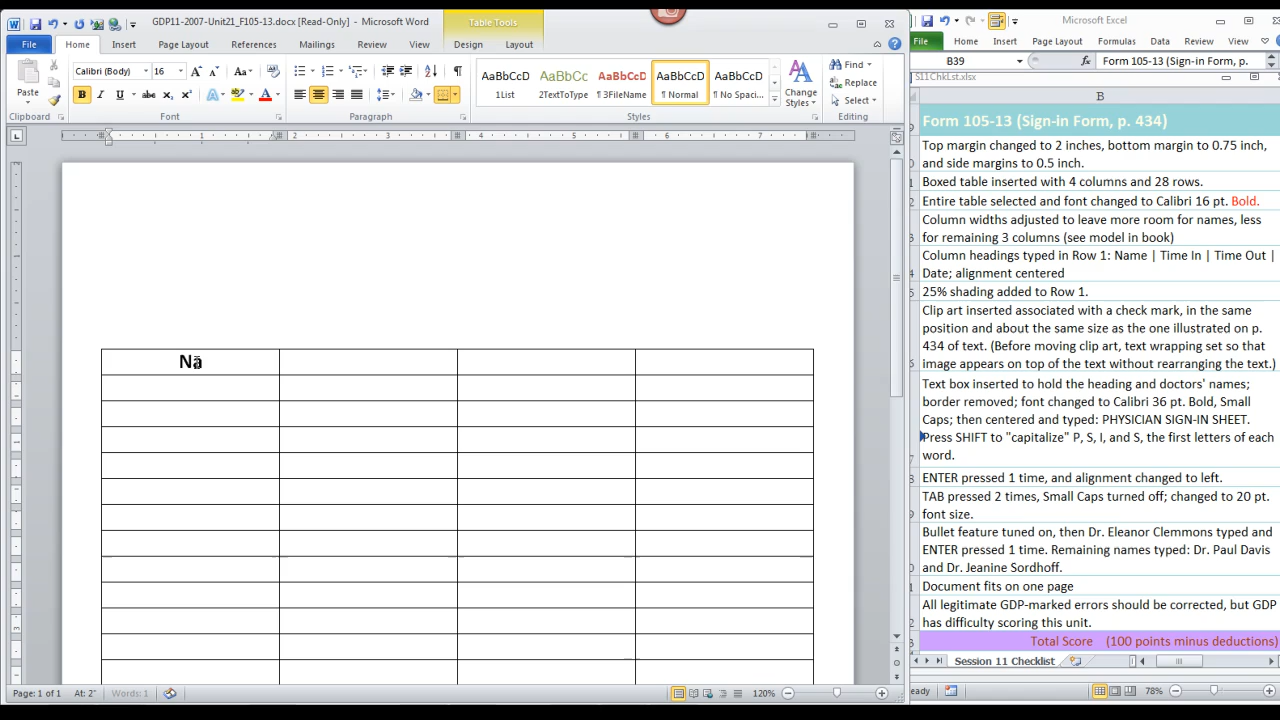 GDP11-2007-Unit21_F105-13.docx [Read-Only] - Microsoft Word
Table Tools
File
Home
Insert
Page Layout
References
Mailings
Review
View
Design
Layout
Paste
Clipboard
Calibri (Body)
16
Font
Paragraph
AaBbCcD
1List
AaBbCcD
2TextToType
AaBbCcD
¶ 3FileName
AaBbCcD
¶ Normal
AaBbCcD
¶ No Spaci...
Styles
Change
Styles
Find
Replace
Select
Editing
1 1 2 3 4 5 6 7
Na
Page: 1 of 1
At: 2"
Words: 1
120%
Microsoft Excel
File
Home
Insert
Page Layout
Formulas
Data
Review
View
B39
fx
Form 105-13 (Sign-in Form, p.
S11ChkLst.xlsx
B
Form 105-13 (Sign-in Form, p. 434)
Top margin changed to 2 inches, bottom margin to 0.75 inch,
and side margins to 0.5 inch.
Boxed table inserted with 4 columns and 28 rows.
Entire table selected and font changed to Calibri 16 pt. Bold.
Column widths adjusted to leave more room for names, less
for remaining 3 columns (see model in book)
Column headings typed in Row 1: Name | Time In | Time Out |
Date; alignment centered
25% shading added to Row 1.
Clip art inserted associated with a check mark, in the same
position and about the same size as the one illustrated on p.
434 of text. (Before moving clip art, text wrapping set so that
image appears on top of the text without rearranging the text.)
Text box inserted to hold the heading and doctors' names;
border removed; font changed to Calibri 36 pt. Bold, Small
Caps; then centered and typed: PHYSICIAN SIGN-IN SHEET.
Press SHIFT to "capitalize" P, S, I, and S, the first letters of each
word.
ENTER pressed 1 time, and alignment changed to left.
TAB pressed 2 times, Small Caps turned off; changed to 20 pt.
font size.
Bullet feature tuned on, then Dr. Eleanor Clemmons typed and
ENTER pressed 1 time. Remaining names typed: Dr. Paul Davis
and Dr. Jeanine Sordhoff.
Document fits on one page
All legitimate GDP-marked errors should be corrected, but GDP
has difficulty scoring this unit.
Total Score (100 points minus deductions)
Session 11 Checklist
eady
78%